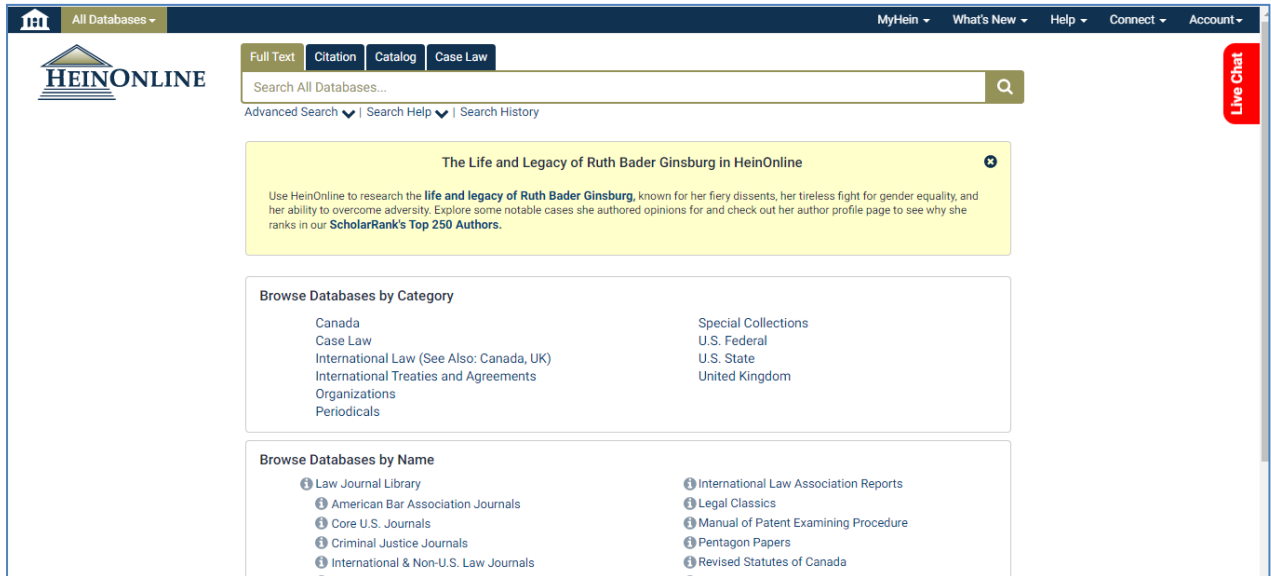 All Databases
MyHein
What's New
Help
Connect
Account
HEINONLINE
Full Text
Citation
Catalog
Case Law
Search All Databases...
Advanced Search | Search Help | Search History
Live Chat
The Life and Legacy of Ruth Bader Ginsburg in HeinOnline
Use HeinOnline to research the life and legacy of Ruth Bader Ginsburg, known for her fiery dissents, her tireless fight for gender equality, and
her ability to overcome adversity. Explore some notable cases she authored opinions for and check out her author profile page to see why she
ranks in our ScholarRank's Top 250 Authors.
Browse Databases by Category
Canada
Case Law
International Law (See Also: Canada, UK)
International Treaties and Agreements
Organizations
Periodicals
Special Collections
U.S. Federal
U.S. State
United Kingdom
Browse Databases by Name
Law Journal Library
American Bar Association Journals
Core U.S. Journals
Criminal Justice Journals
International & Non-U.S. Law Journals
International Law Association Reports
Legal Classics
Manual of Patent Examining Procedure
Pentagon Papers
Revised Statutes of Canada